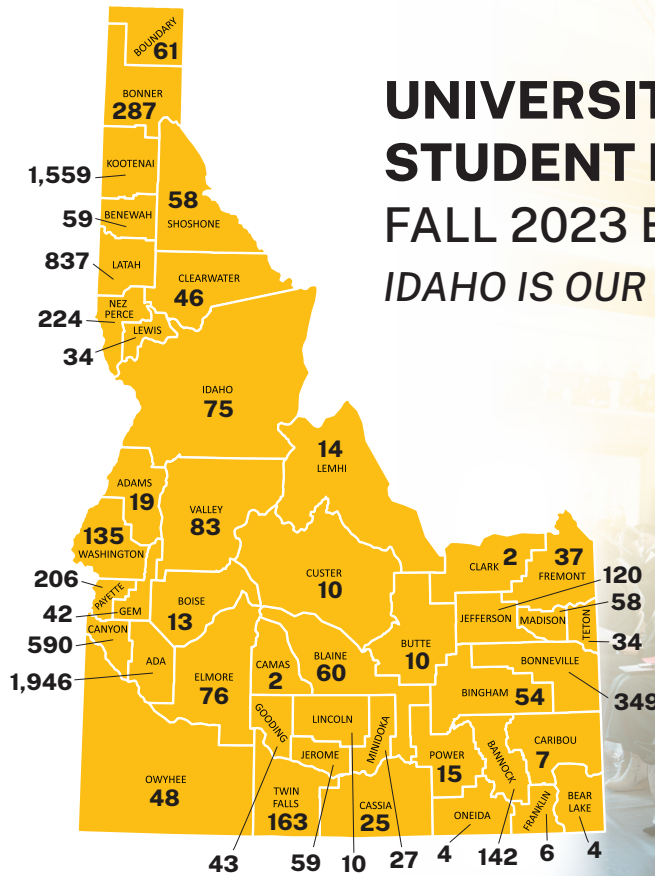 UNIVERSIT
STUDENT
FALL 2023
IDAHO IS OUR
BOUNDARY
61
BONNER
287
KOOTENAI
1,559
58
SHOSHONE
BENEWAH
59
LATAH
837
CLEARWATER
46
NEZ
PERCE
224
LEWIS
34
IDAHO
75
14
LEMHI
ADAMS
19
VALLEY
83
135
WASHINGTON
CUSTER
10
CLARK 2
37
FREMONT
206
PAYETTE
42
GEM
BOISE
13
120
JEFFERSON
58
MADISON
TETON
34
CANYON
590
ADA
1,946
ELMORE
76
CAMAS
2
BLAINE
60
BUTTE
10
BONNEVILLE
349
BINGHAM 54
GOODING
LINCOLN
MINIDOKA
JEROME
POWER
15
BANNOCK
CARIBOU
7
OWYHEE
48
TWIN
FALLS
163
CASSIA
25
ONEIDA
FRANKLIN
BEAR
LAKE
43
59
10
27
4
142
6
4